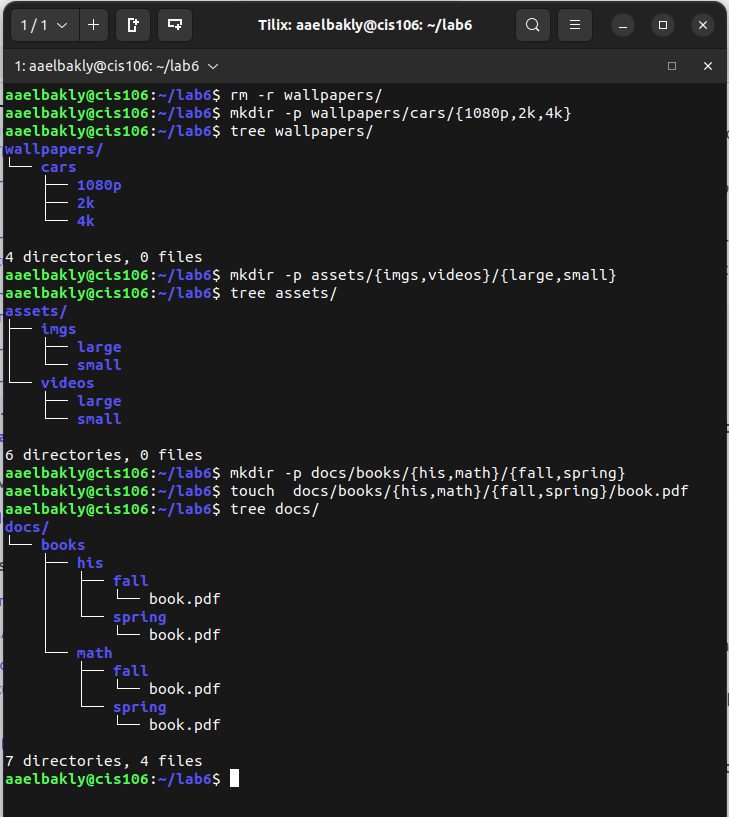 1 / 1
Tilix: aaelbakly@cis106: ~/lab6
1: aaelbakly@cis106: ~/lab6
aaelbakly@cis106:~/lab6$ rm -r wallpapers/
aaelbakly@cis106:~/lab6$ mkdir -p wallpapers/cars/{1080p,2k,4k}
aaelbakly@cis106:~/lab6$ tree wallpapers/
wallpapers/
└── cars
    ├── 1080p
    ├── 2k
    └── 4k
4 directories, 0 files
aaelbakly@cis106:~/lab6$ mkdir -p assets/{imgs,videos}/{large,small}
aaelbakly@cis106:~/lab6$ tree assets/
assets/
├── imgs
│   ├── large
│   └── small
└── videos
    ├── large
    └── small
6 directories, 0 files
aaelbakly@cis106:~/lab6$ mkdir -p docs/books/{his,math}/{fall,spring}
aaelbakly@cis106:~/lab6$ touch  docs/books/{his,math}/{fall,spring}/book.pdf
aaelbakly@cis106:~/lab6$ tree docs/
docs/
└── books
    ├── his
    │   ├── fall
    │   │   └── book.pdf
    │   └── spring
    │       └── book.pdf
    └── math
        ├── fall
        │   └── book.pdf
        └── spring
            └── book.pdf
7 directories, 4 files
aaelbakly@cis106:~/lab6$